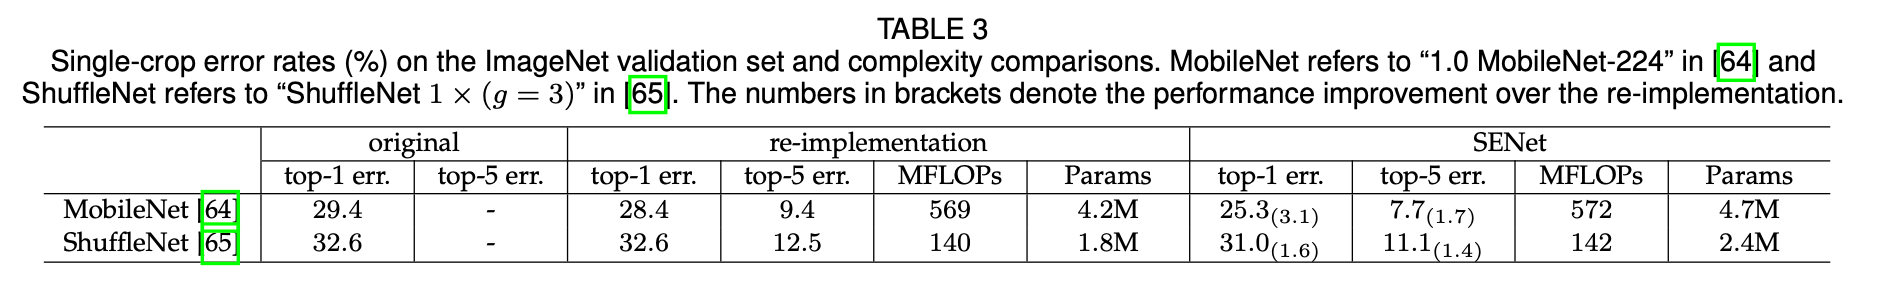 TABLE 3
Single-crop error rates (%) on the ImageNet validation set and complexity comparisons. MobileNet refers to “1.0 MobileNet-224” in [64] and
ShuffleNet refers to “ShuffleNet 1 × (g = 3)” in [65]. The numbers in brackets denote the performance improvement over the re-implementation.
original re-implementation SENet
top-1 err. top-5 err. top-1 err. top-5 err. MFLOPs Params top-1 err. top-5 err. MFLOPs Params
MobileNet [64] 29.4 - 28.4 9.4 569 4.2M 25.3(3.1) 7.7(1.7) 572 4.7M
ShuffleNet [65] 32.6 - 32.6 12.5 140 1.8M 31.0(1.6) 11.1(1.4) 142 2.4M